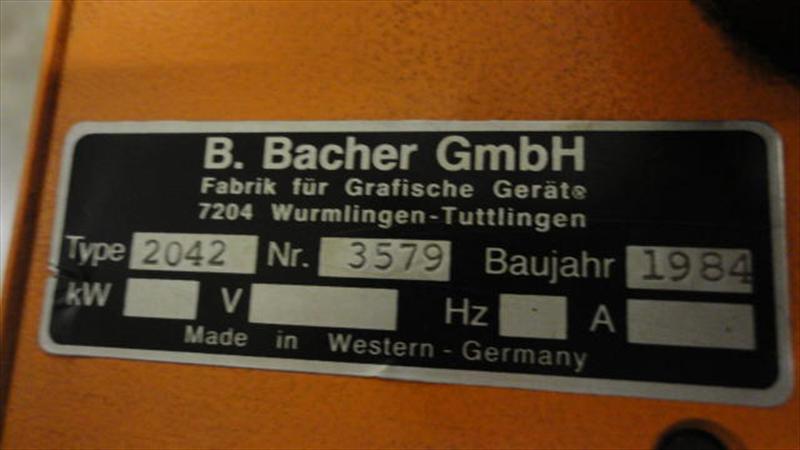 B. Bacher GmbH
Fabrik für Grafische Geräte
7204 Wurmlingen-Tuttlingen
Type 2042 Nr. 3579 Baujahr 1984
kW V Hz A
Made in Western - Germany